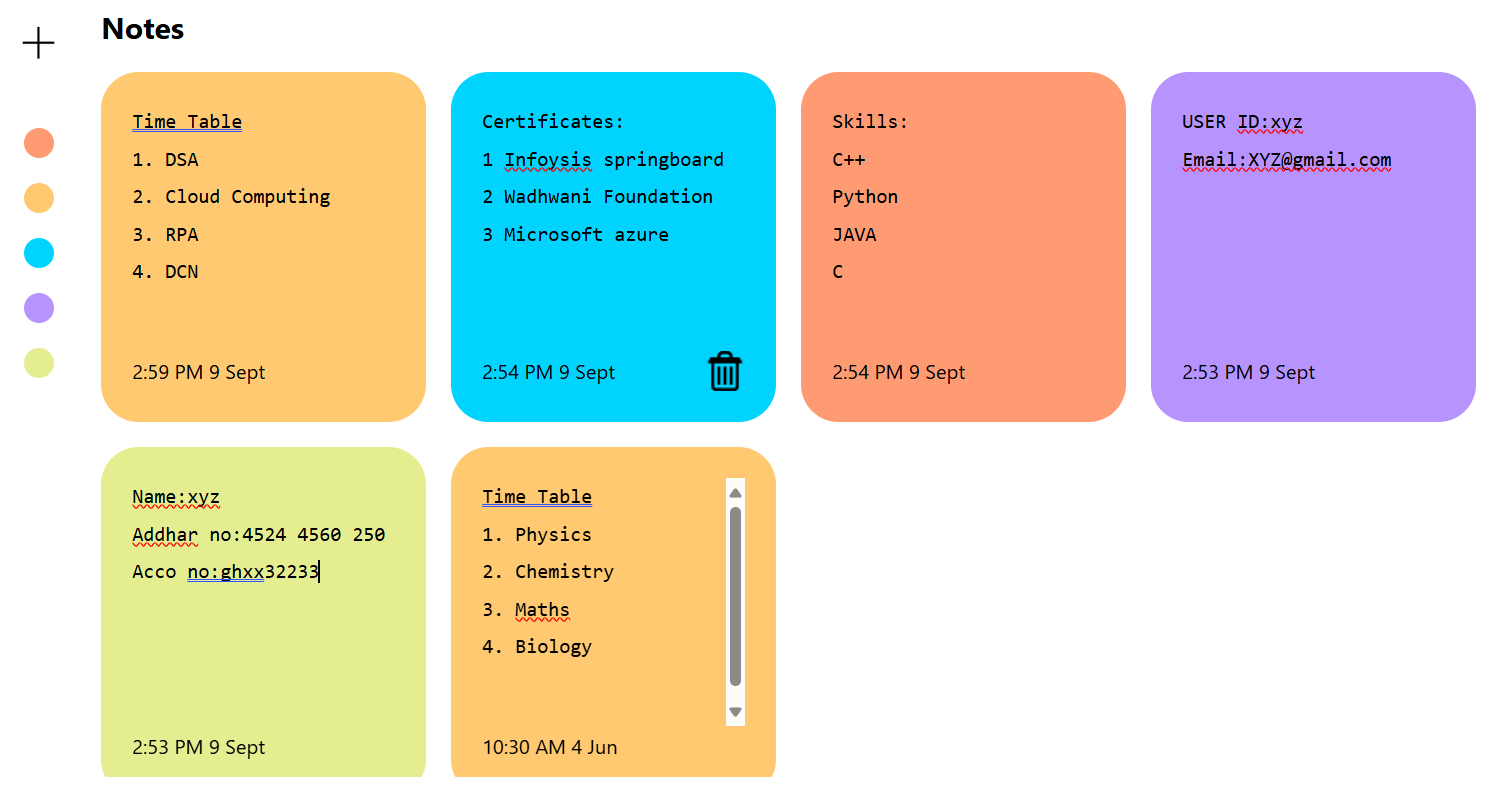 Notes
Time Table
1. DSA
2. Cloud Computing
3. RPA
4. DCN
2:59 PM 9 Sept
Certificates:
1 Infoysis springboard
2 Wadhwani Foundation
3 Microsoft azure
2:54 PM 9 Sept
Skills:
C++
Python
JAVA
C
2:54 PM 9 Sept
USER ID:xyz
Email:XYZ@gmail.com
2:53 PM 9 Sept
Name:xyz
Addhar no:4524 4560 250
Acco no:ghxx32233
2:53 PM 9 Sept
Time Table
1. Physics
2. Chemistry
3. Maths
4. Biology
10:30 AM 4 Jun